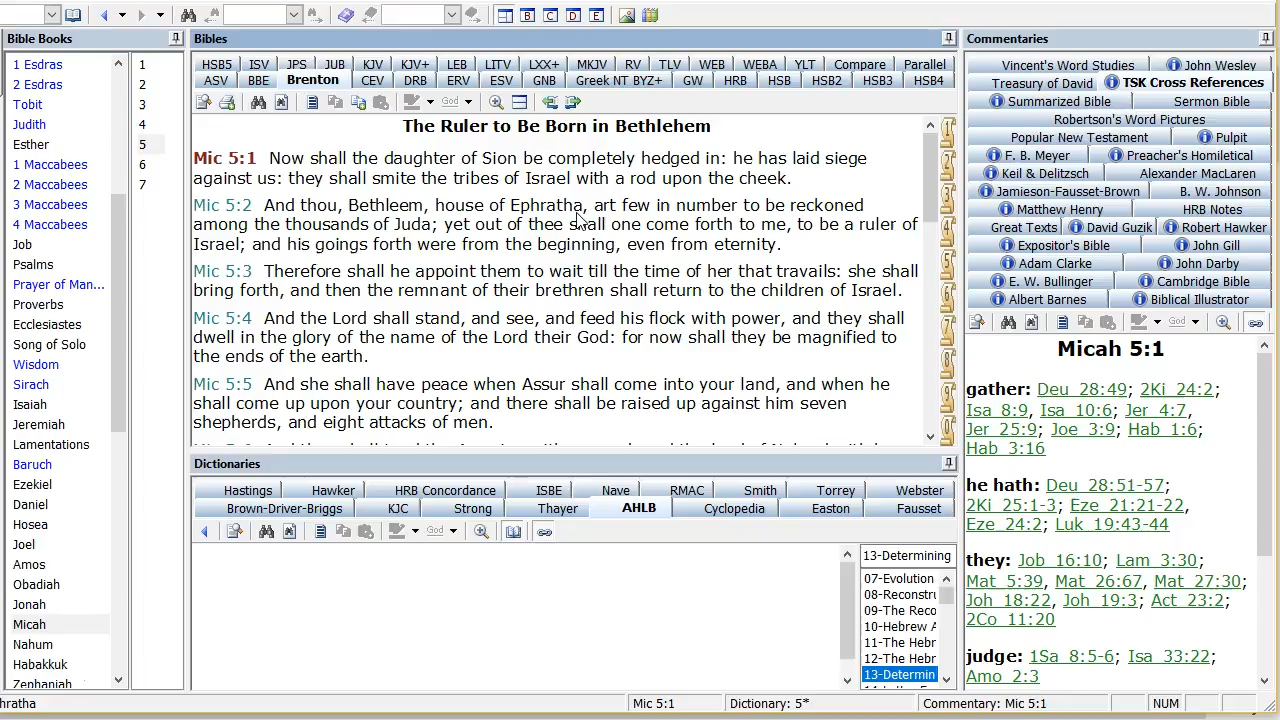 Bible Books
1 Esdras
2 Esdras
Tobit
Judith
Esther
1 Maccabees
2 Maccabees
3 Maccabees
4 Maccabees
Job
Psalms
Prayer of Man...
Proverbs
Ecclesiastes
Song of Solo
Wisdom
Sirach
Isaiah
Jeremiah
Lamentations
Baruch
Ezekiel
Daniel
Hosea
Joel
Amos
Obadiah
Jonah
Micah
Nahum
Habakkuk
Zephaniah
1
2
3
4
5
6
7
B C D E
Bibles
HSB5 ISV JPS JUB KJV KJV+ LEB LITV LXX+ MKJV RV TLV WEB WEBA YLT Compare Parallel
ASV BBE Brenton CEV DRB ERV ESV GNB Greek NT BYZ+ GW HRB HSB HSB2 HSB3 HSB4
God
The Ruler to Be Born in Bethlehem
Mic 5:1 Now shall the daughter of Sion be completely hedged in: he has laid siege
against us: they shall smite the tribes of Israel with a rod upon the cheek.
Mic 5:2 And thou, Bethleem, house of Ephratha, art few in number to be reckoned
among the thousands of Juda; yet out of thee shall one come forth to me, to be a ruler of
Israel; and his goings forth were from the beginning, even from eternity.
Mic 5:3 Therefore shall he appoint them to wait till the time of her that travails: she shall
bring forth, and then the remnant of their brethren shall return to the children of Israel.
Mic 5:4 And the Lord shall stand, and see, and feed his flock with power, and they shall
dwell in the glory of the name of the Lord their God: for now shall they be magnified to
the ends of the earth.
Mic 5:5 And she shall have peace when Assur shall come into your land, and when he
shall come up upon your country; and there shall be raised up against him seven
shepherds, and eight attacks of men.
Dictionaries
Hastings Hawker HRB Concordance ISBE Nave RMAC Smith Torrey Webster
Brown-Driver-Briggs KJC Strong Thayer AHLB Cyclopedia Easton Fausset
God
13-Determining
07-Evolution
08-Reconstru
09-The Reco
10-Hebrew A
11-The Hebr
12-The Hebr
13-Determin
Commentaries
Vincent's Word Studies John Wesley
Treasury of David TSK Cross References
Summarized Bible Sermon Bible
Robertson's Word Pictures
Popular New Testament Pulpit
F. B. Meyer Preacher's Homiletical
Keil & Delitzsch Alexander MacLaren
Jamieson-Fausset-Brown B. W. Johnson
Matthew Henry HRB Notes
Great Texts David Guzik Robert Hawker
Expositor's Bible John Gill
Adam Clarke John Darby
E. W. Bullinger Cambridge Bible
Albert Barnes Biblical Illustrator
God
Micah 5:1
gather: Deu 28:49; 2Ki 24:2,
Isa 8:9, Isa 10:6; Jer 4:7,
Jer 25:9; Joe 3:9; Hab 1:6;
Hab 3:16
he hath: Deu 28:51-57;
2Ki 25:1-3; Eze 21:21-22,
Eze 24:2; Luk 19:43-44
they: Job 16:10; Lam 3:30;
Mat 5:39, Mat 26:67, Mat 27:30;
Joh 18:22, Joh 19:3; Act 23:2;
2Co 11:20
judge: 1Sa 8:5-6; Isa 33:22;
Amo 2:3
hratha Mic 5:1 Dictionary: 5* Commentary: Mic 5:1 NUM